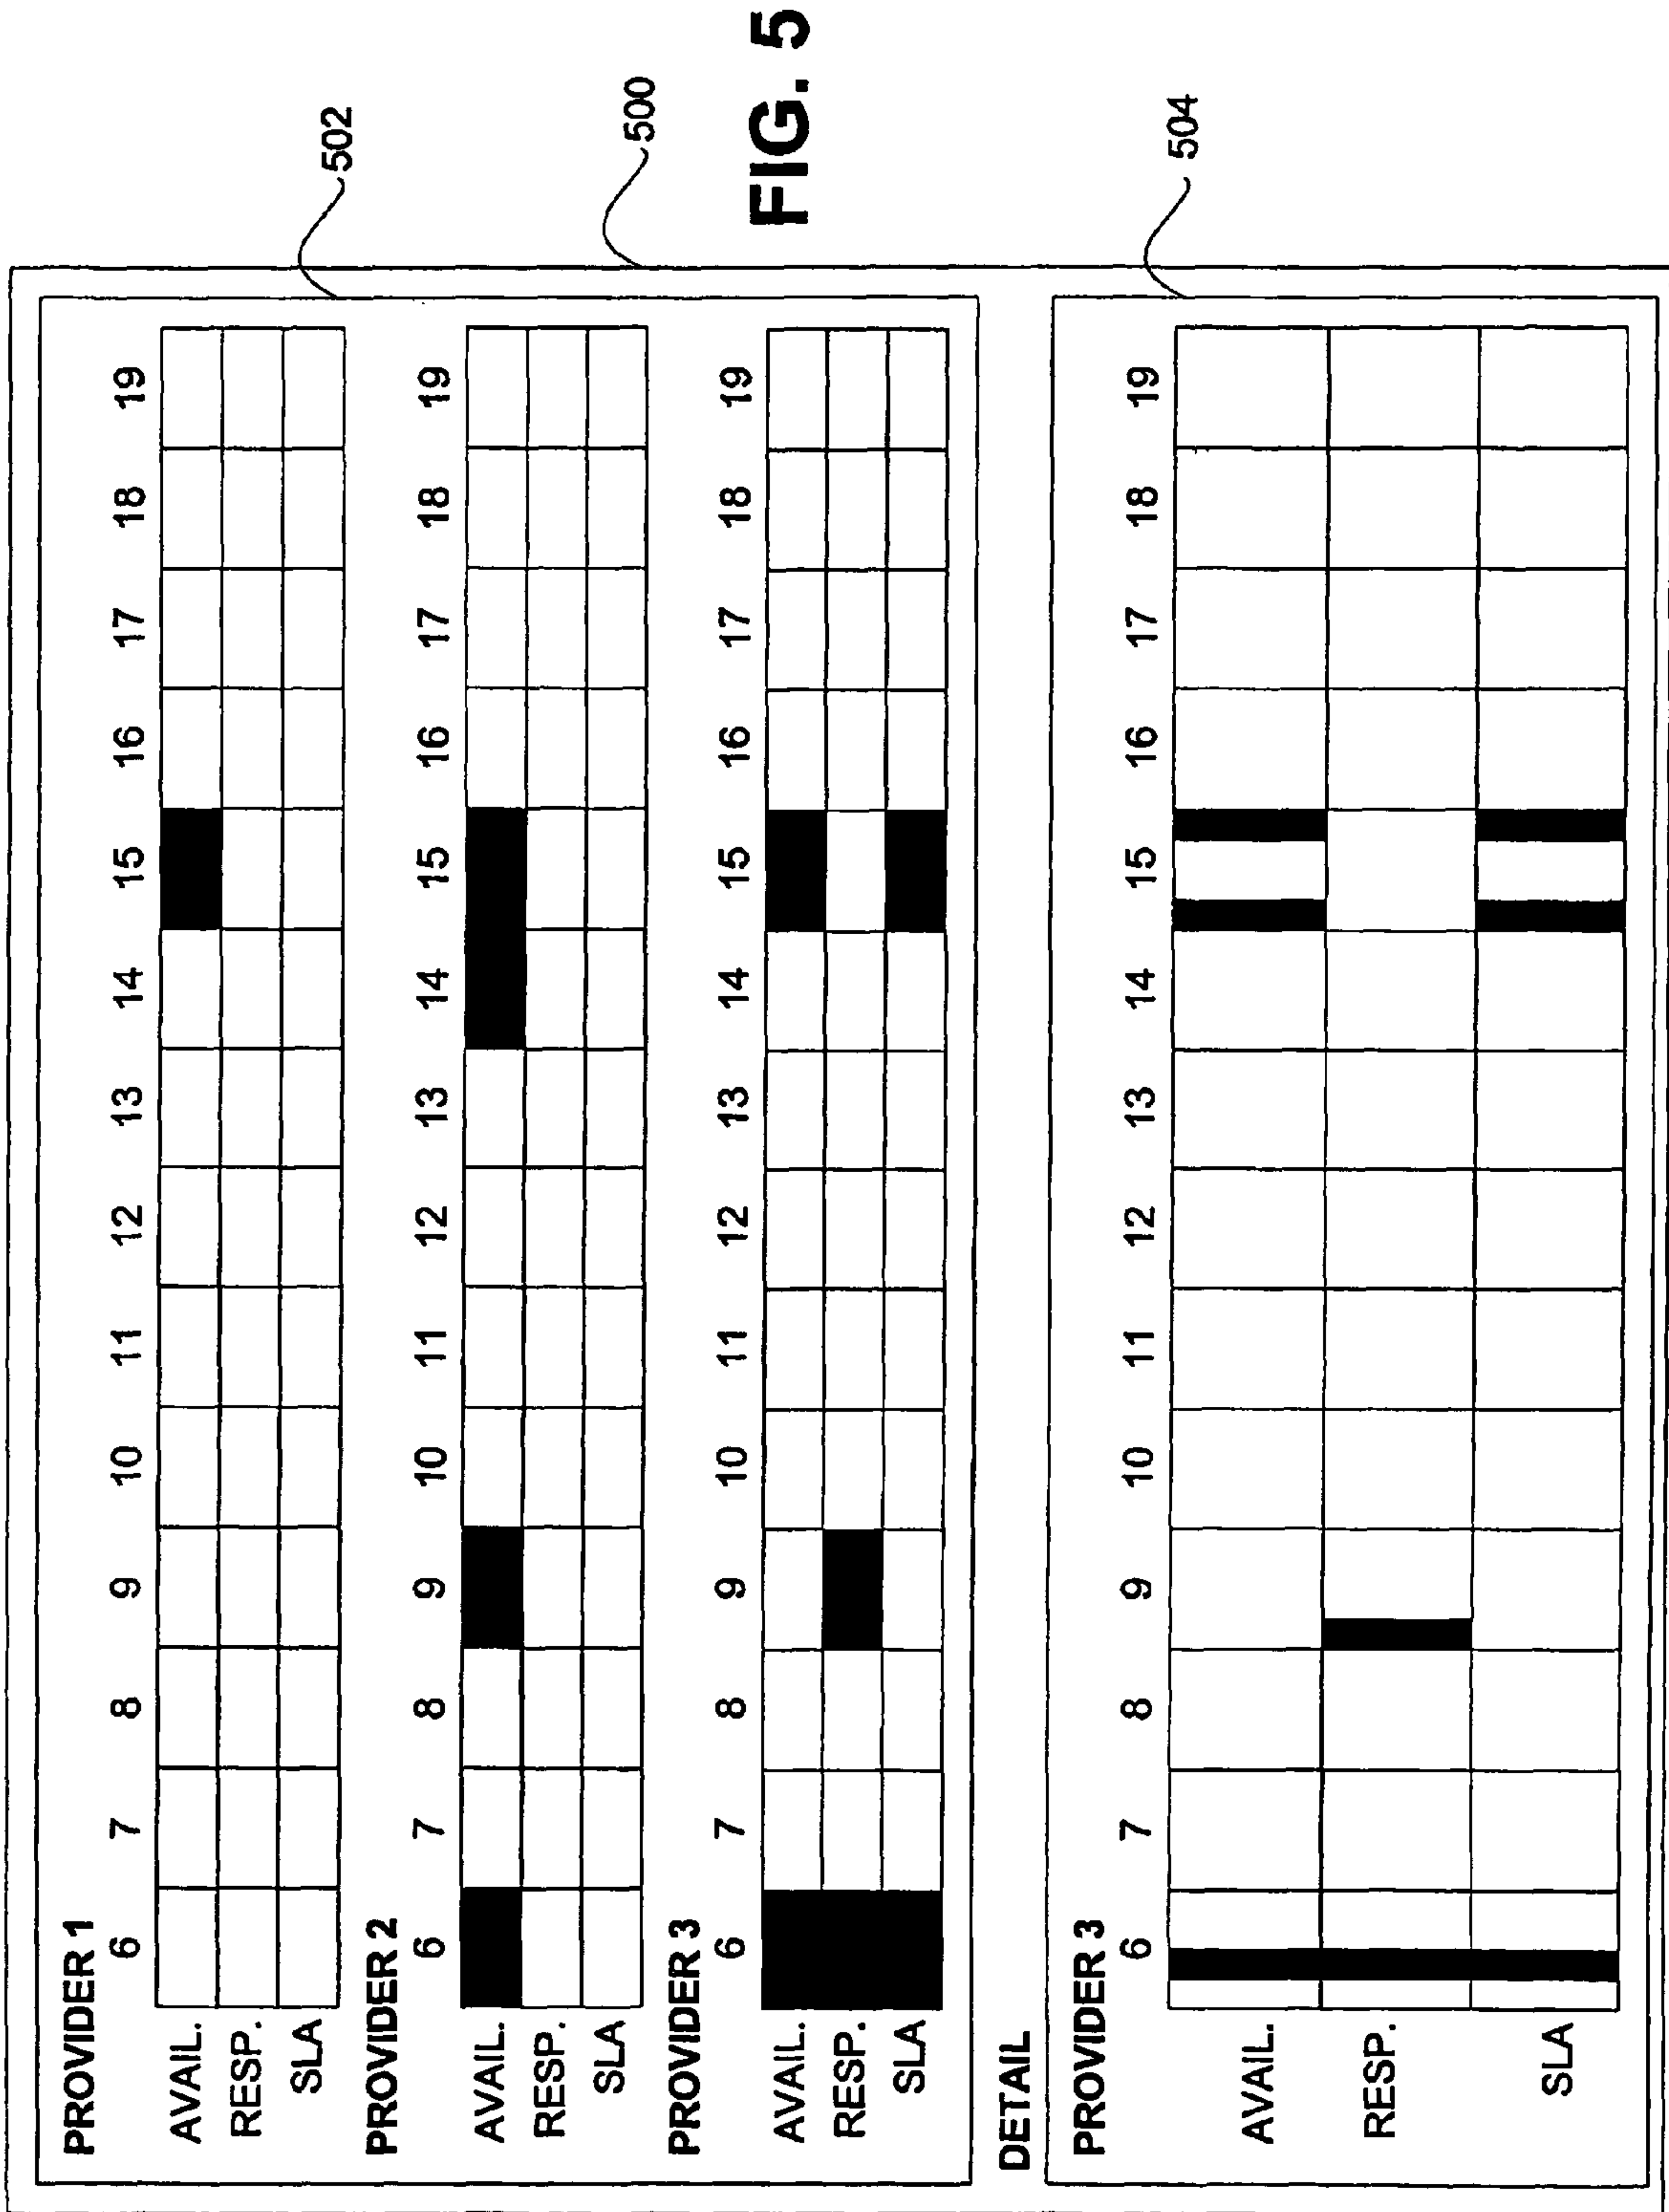 PROVIDER 1
6 7 8 9 10 11 12 13 14 15 16 17 18 19
AVAIL.
RESP.
SLA
502
PROVIDER 2
6 7 8 9 10 11 12 13 14 15 16 17 18 19
AVAIL.
RESP.
SLA
500
PROVIDER 3
6 7 8 9 10 11 12 13 14 15 16 17 18 19
AVAIL.
RESP.
SLA
FIG. 5
DETAIL
PROVIDER 3
6 7 8 9 10 11 12 13 14 15 16 17 18 19
AVAIL.
RESP.
SLA
504